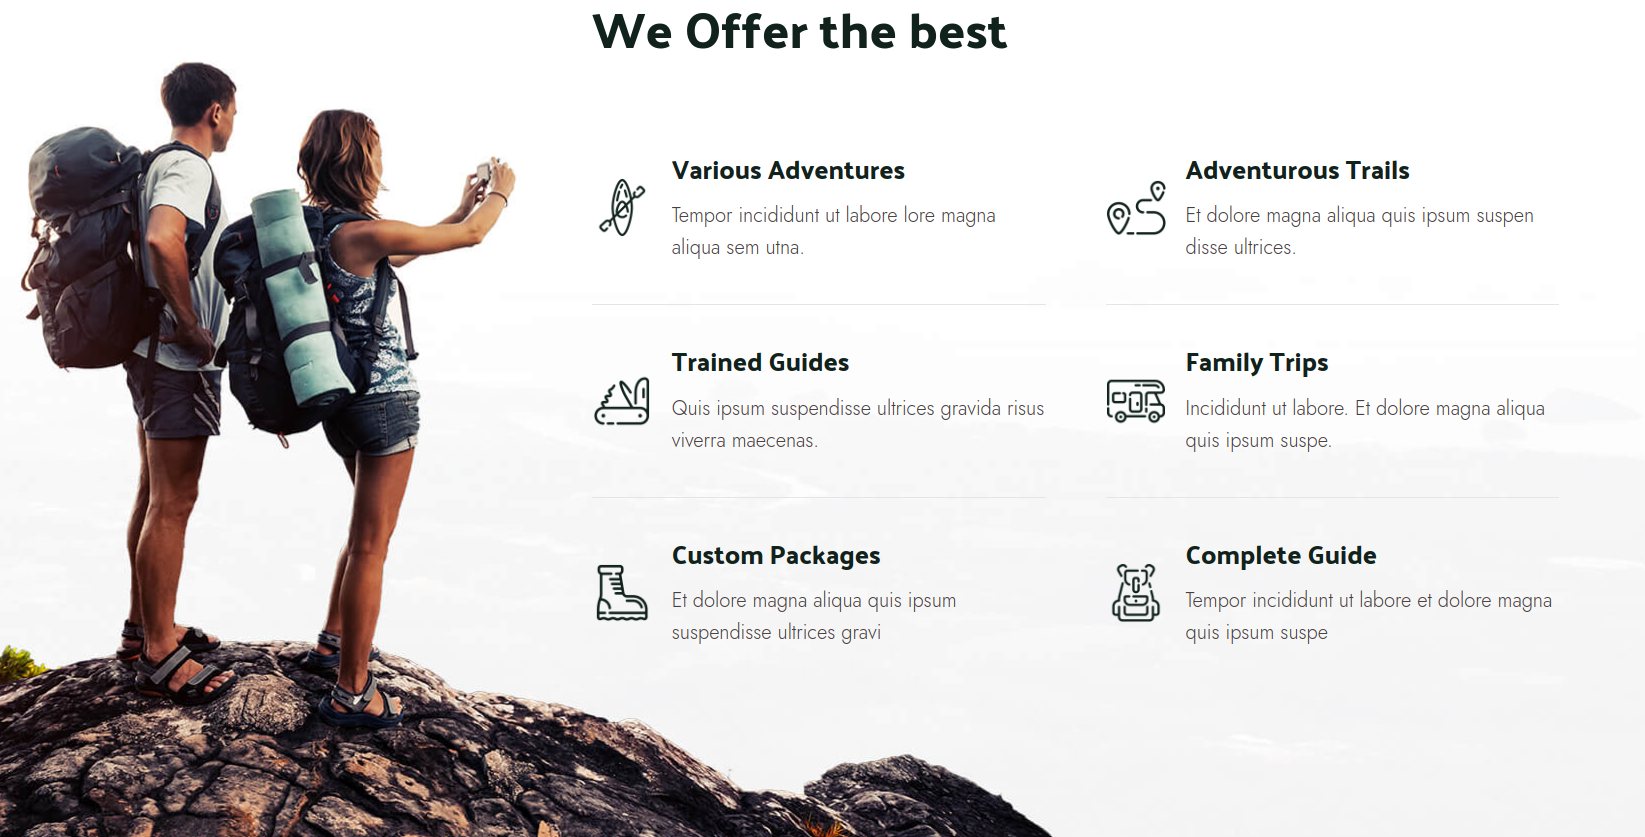 We Offer the best
Various Adventures
Tempor incididunt ut labore lore magna
aliqua sem utna.
Adventurous Trails
Et dolore magna aliqua quis ipsum suspen
disse ultrices.
Trained Guides
Quis ipsum suspendisse ultrices gravida risus
viverra maecenas.
Family Trips
Incididunt ut labore. Et dolore magna aliqua
quis ipsum suspe.
Custom Packages
Et dolore magna aliqua quis ipsum
suspendisse ultrices gravi
Complete Guide
Tempor incididunt ut labore et dolore magna
quis ipsum suspe